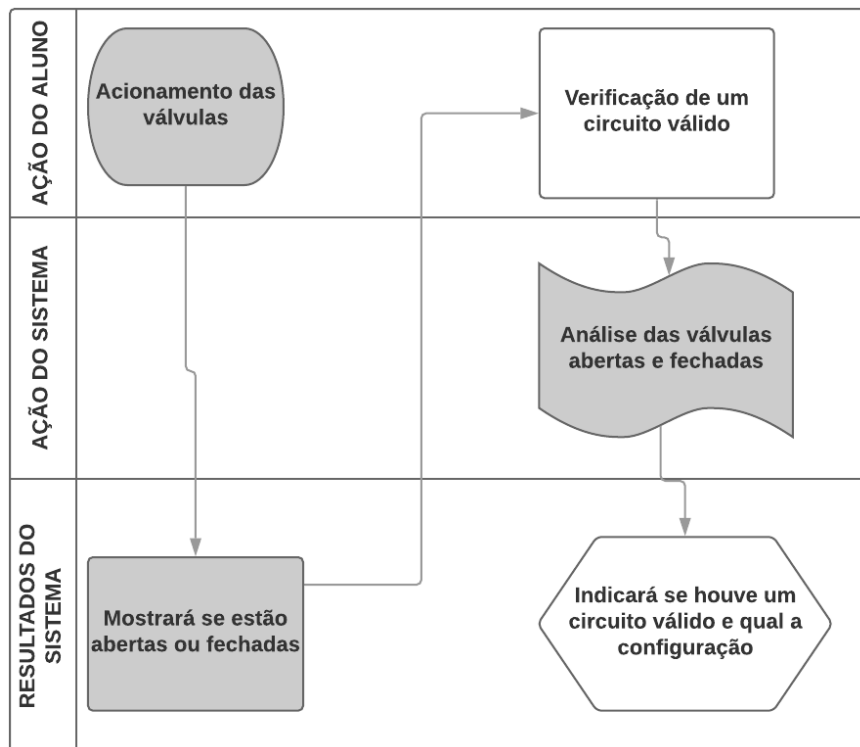 AÇÃO DO ALUNO
Acionamento das
válvulas
Verificação de um
circuito válido
AÇÃO DO SISTEMA
Análise das válvulas
abertas e fechadas
RESULTADOS DO
SISTEMA
Mostrará se estão
abertas ou fechadas
Indicará se houve um
circuito válido e qual a
configuração